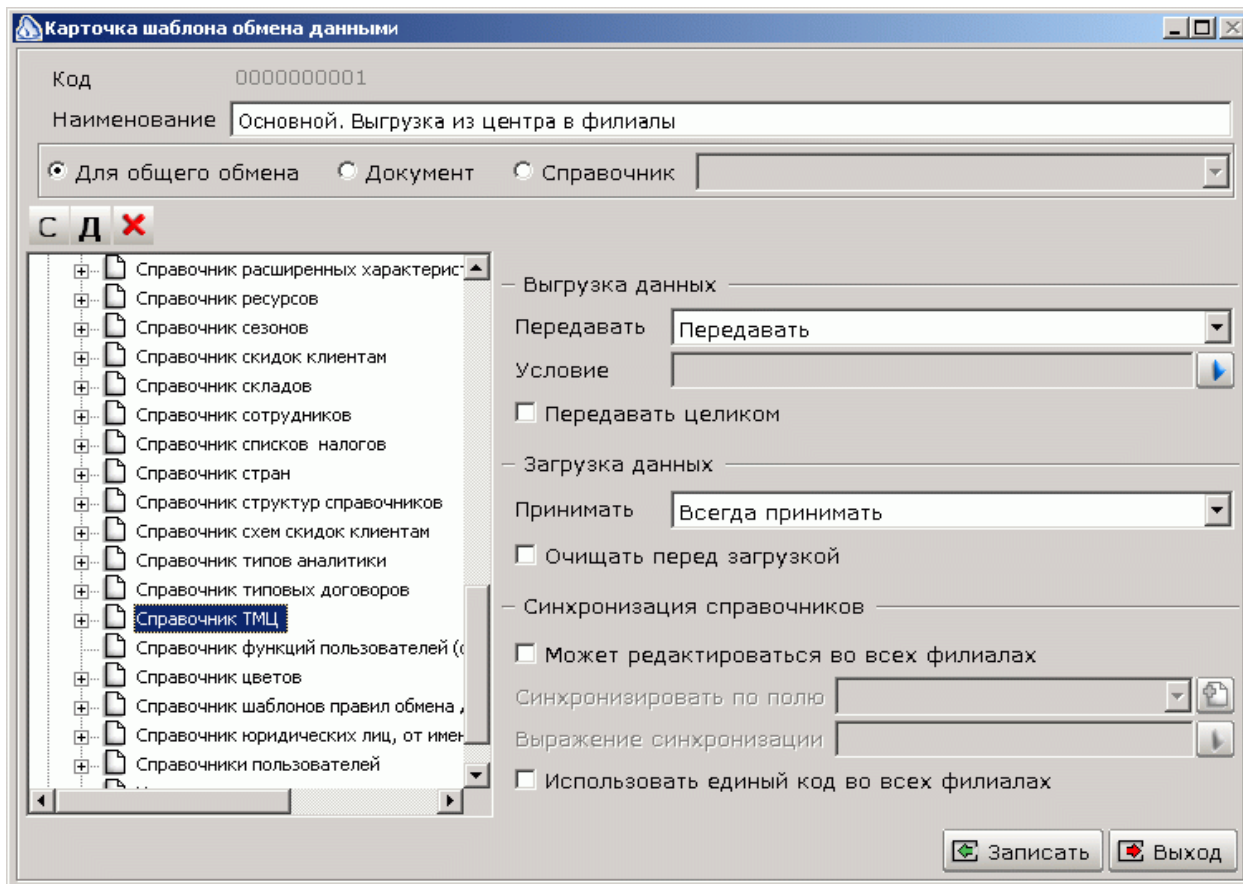 Карточка шаблона обмена данными
Код 0000000001
Наименование Основной. Выгрузка из центра в филиалы
Для общего обмена Документ Справочник
С Д
Справочник расширенных характерист
Справочник ресурсов
Справочник сезонов
Справочник скидок клиентам
Справочник складов
Справочник сотрудников
Справочник списков налогов
Справочник стран
Справочник структур справочников
Справочник схем скидок клиентам
Справочник типов аналитики
Справочник типовых договоров
Справочник ТМЦ
Справочник функций пользователей (
Справочник цветов
Справочник шаблонов правил обмена
Справочник юридических лиц, от имен
Справочники пользователей
Выгрузка данных
Передавать Передавать
Условие
Передавать целиком
Загрузка данных
Принимать Всегда принимать
Очищать перед загрузкой
Синхронизация справочников
Может редактироваться во всех филиалах
Синхронизировать по полю
Выражение синхронизации
Использовать единый код во всех филиалах
Записать Выход